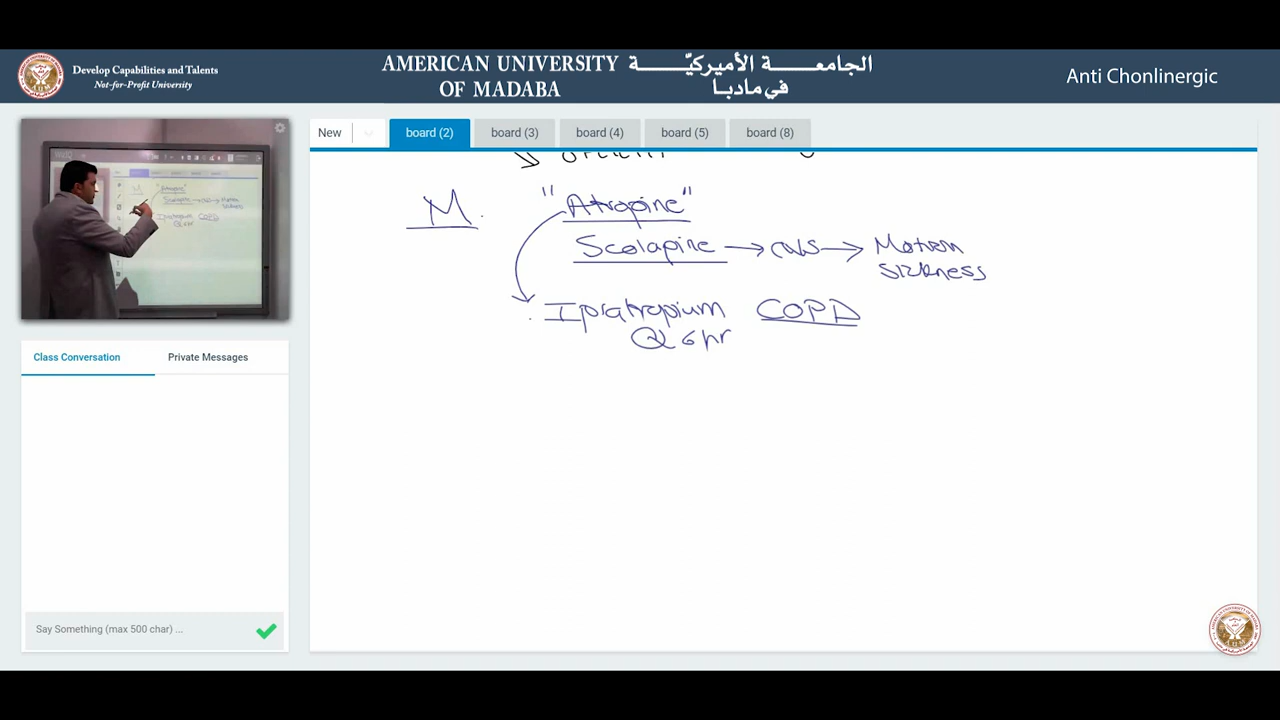 Develop Capabilities and Talents
Not-for-Profit University
AMERICAN UNIVERSITY
OF MADABA
الجامعـــــة الأميركيّـــــة
في مادبـا
Anti Chonlinergic
New
board (2)
board (3)
board (4)
board (5)
board (8)
M.
"Atropine"
Scolapine → CNS → Motion
sickness
Ipratropium COPD
Q 6 hr
Class Conversation
Private Messages
Say Something (max 500 char) ...